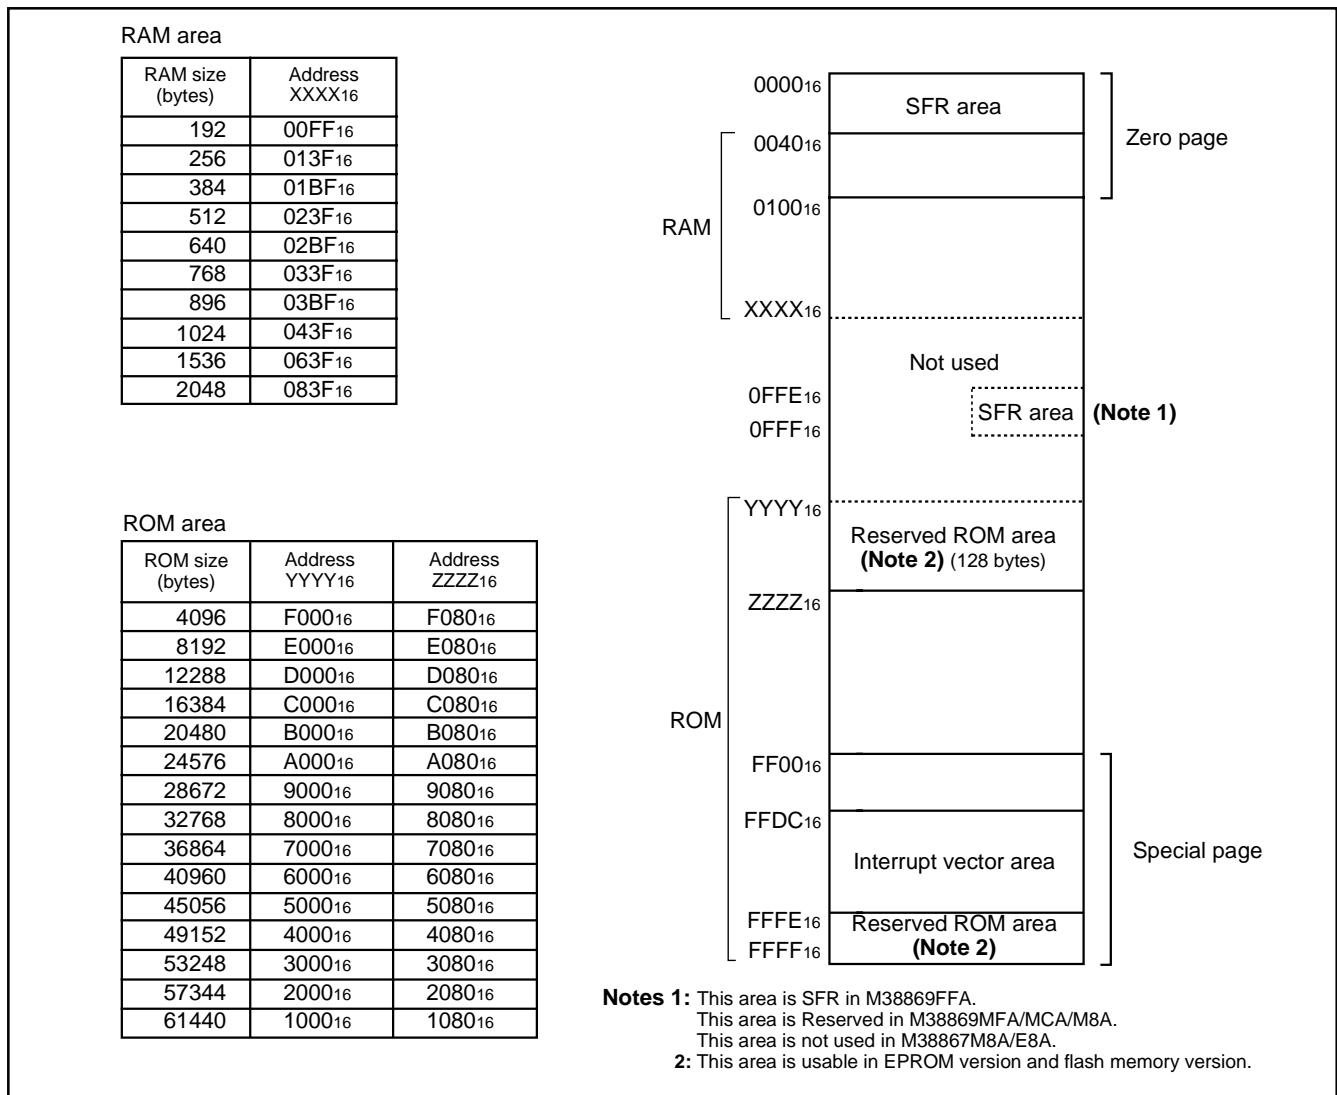 RAM area
RAM size (bytes) Address XXXX16
192 00FF16
256 013F16
384 01BF16
512 023F16
640 02BF16
768 033F16
896 03BF16
1024 043F16
1536 063F16
2048 083F16
ROM area
ROM size (bytes) Address YYYY16 Address ZZZZ16
4096 F00016 F08016
8192 E00016 E08016
12288 D00016 D08016
16384 C00016 C08016
20480 B00016 B08016
24576 A00016 A08016
28672 900016 908016
32768 800016 808016
36864 700016 708016
40960 600016 608016
45056 500016 508016
49152 400016 408016
53248 300016 308016
57344 200016 208016
61440 100016 108016
000016
SFR area
Zero page
004016
010016
RAM
XXXX16
Not used
0FFE16
SFR area (Note 1)
0FFF16
YYYY16
Reserved ROM area
(Note 2) (128 bytes)
ZZZZ16
ROM
FF0016
FFDC16
Interrupt vector area
Special page
FFFE16
Reserved ROM area
(Note 2)
FFFF16
Notes 1: This area is SFR in M38869FFA.
This area is Reserved in M38869MFA/MCA/M8A.
This area is not used in M38867M8A/E8A.
2: This area is usable in EPROM version and flash memory version.